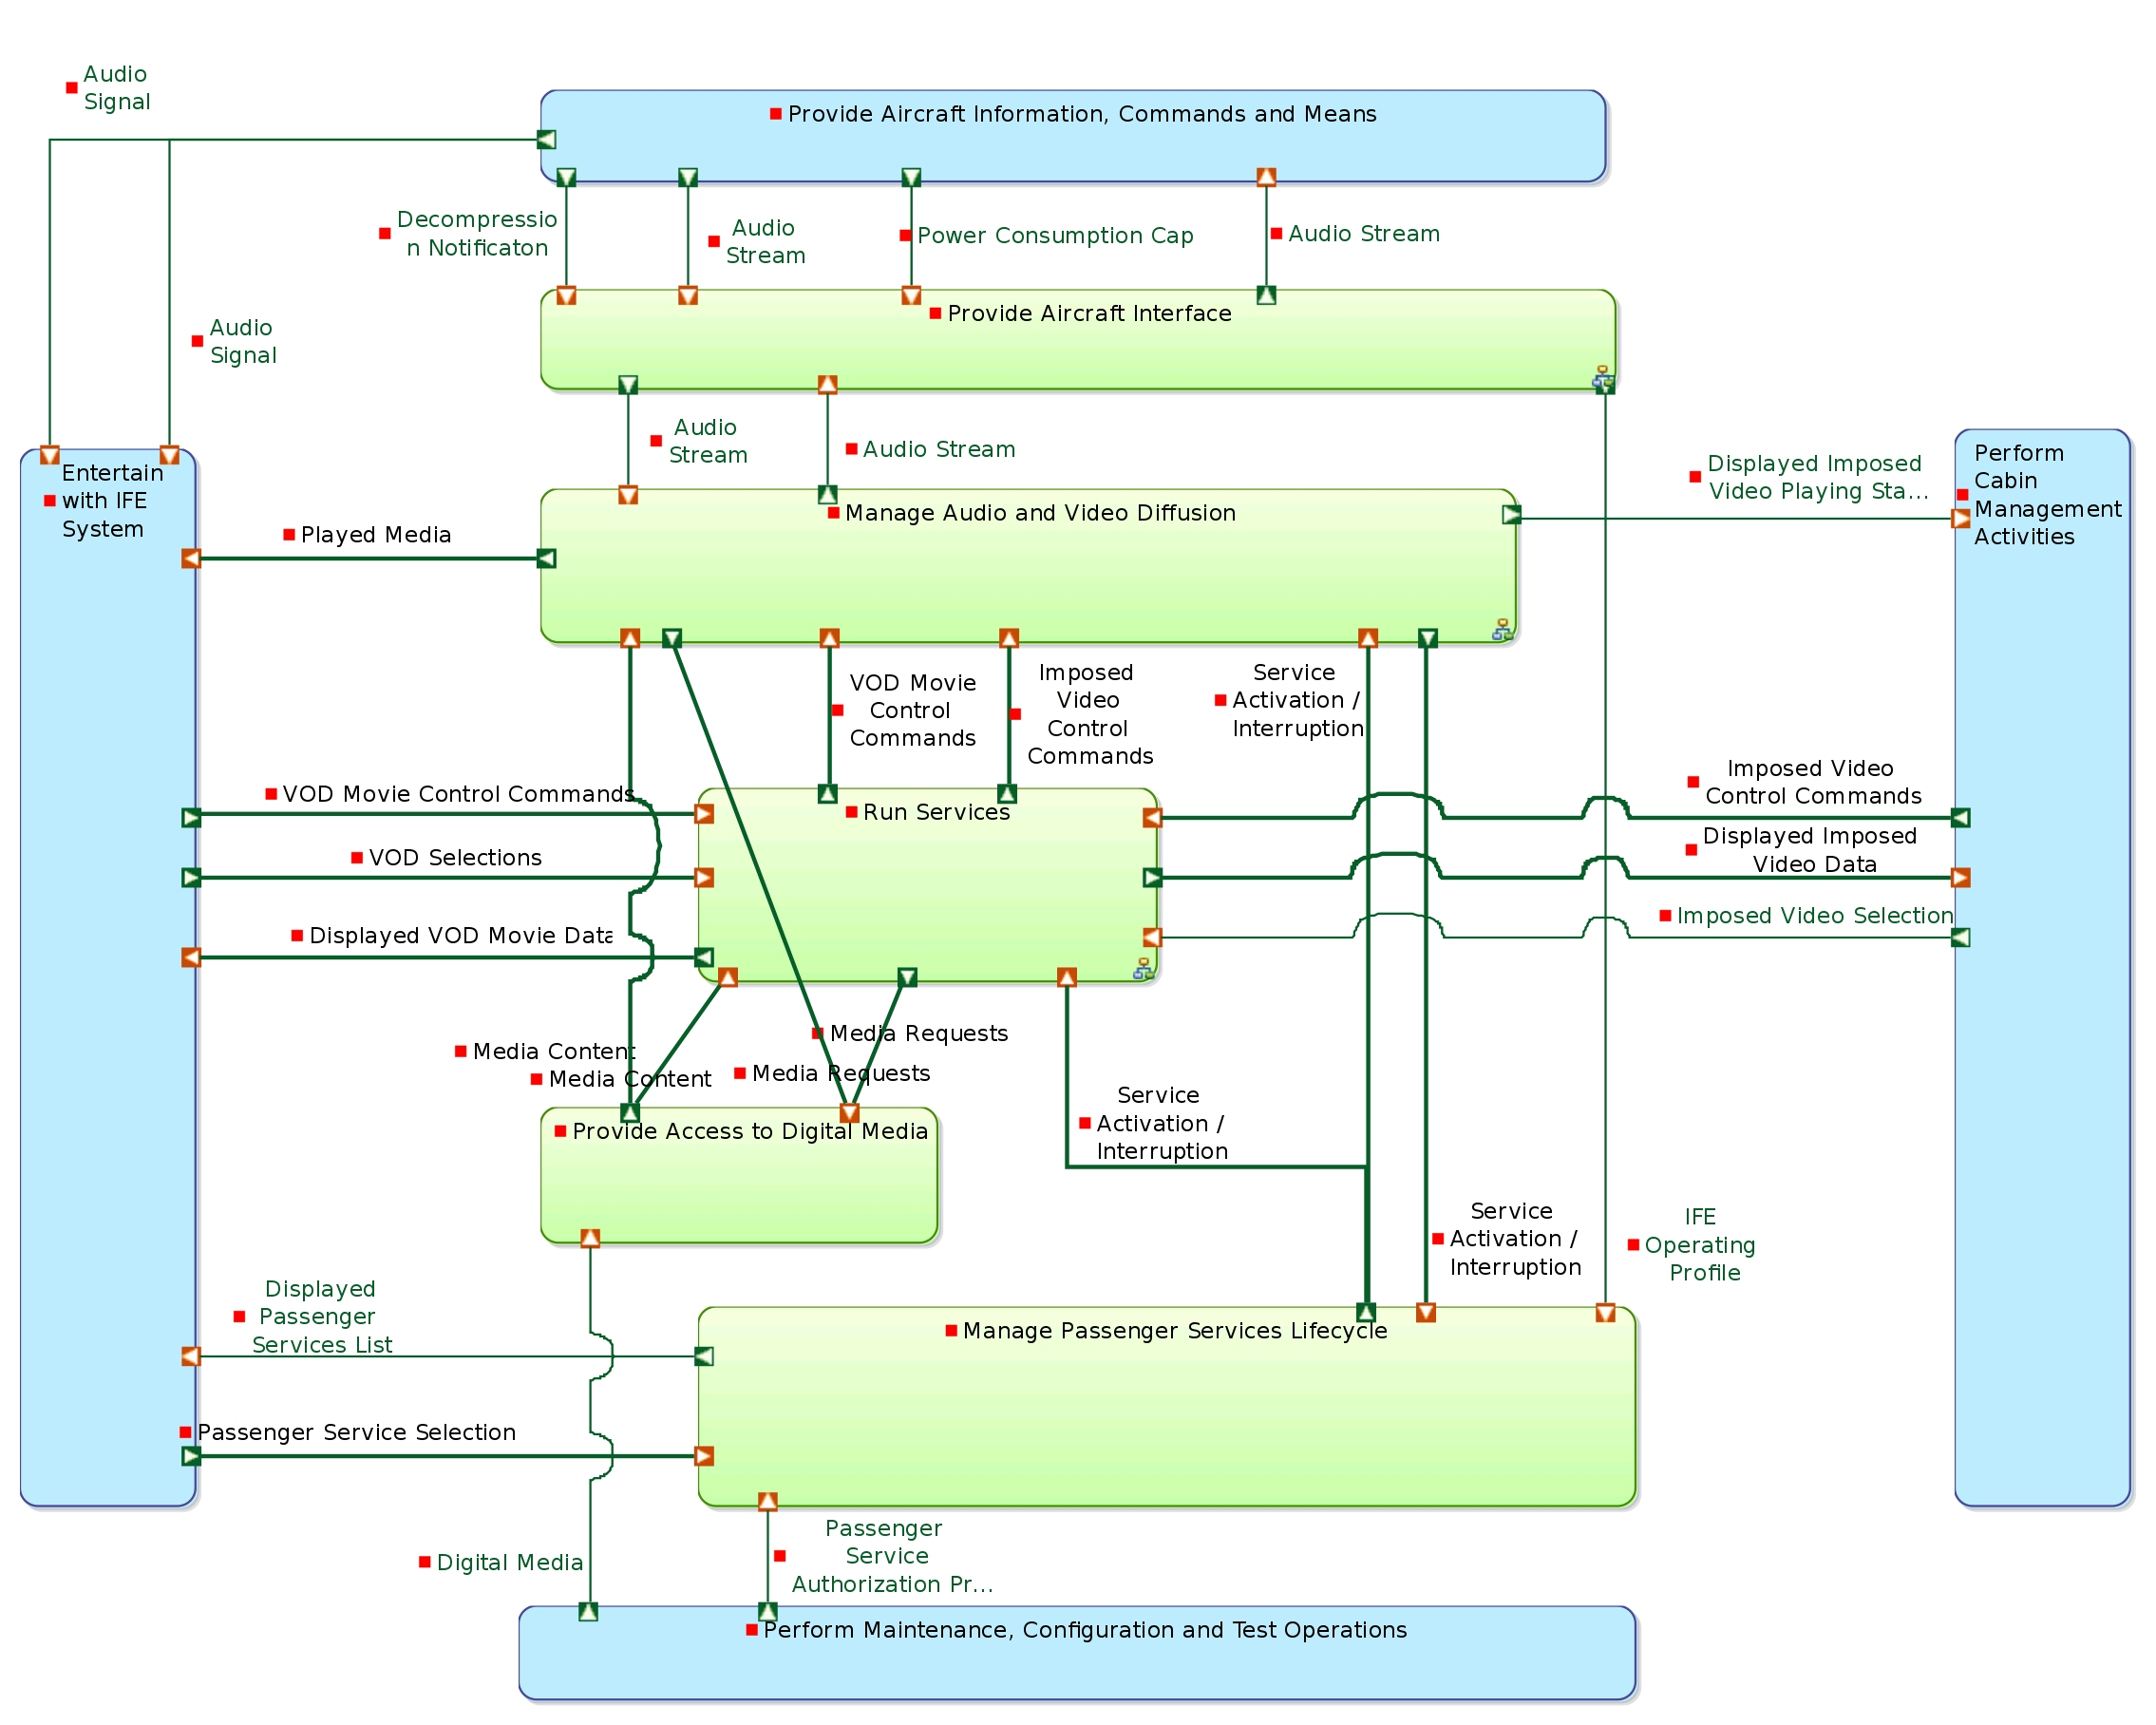 Audio
Signal
Provide Aircraft Information, Commands and Means
Decompressio
n Notificaton
Audio
Stream
Power Consumption Cap
Audio Stream
Audio
Signal
Provide Aircraft Interface
Audio
Stream
Audio Stream
Entertain
with IFE
System
Displayed Imposed
Video Playing Sta...
Perform
Cabin
Management
Activities
Played Media
Manage Audio and Video Diffusion
VOD Movie
Control
Commands
Imposed
Video
Control
Commands
Service
Activation /
Interruption
VOD Movie Control Commands
Run Services
Imposed Video
Control Commands
VOD Selections
Displayed Imposed
Video Data
Displayed VOD Movie Data
Imposed Video Selection
Media Content
Media Content
Media Requests
Media Requests
Service
Activation /
Interruption
Provide Access to Digital Media
Service
Activation /
Interruption
IFE
Operating
Profile
Displayed
Passenger
Services List
Manage Passenger Services Lifecycle
Passenger Service Selection
Digital Media
Passenger
Service
Authorization Pr...
Perform Maintenance, Configuration and Test Operations